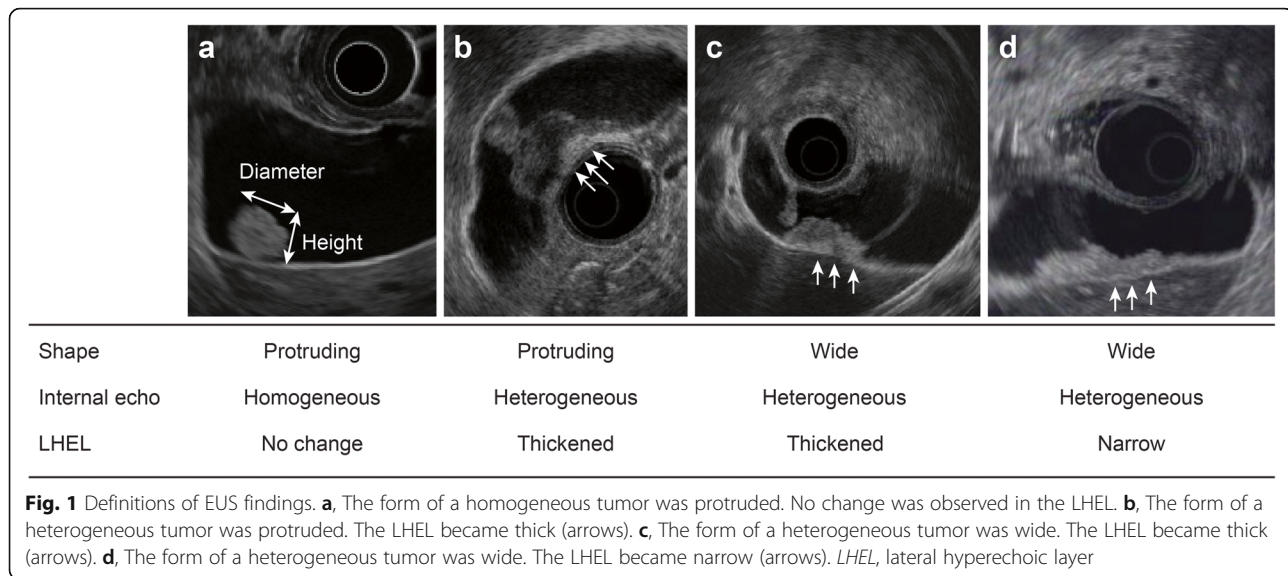 a b c d
Diameter
Height
Shape Protruding Protruding Wide Wide
Internal echo Homogeneous Heterogeneous Heterogeneous Heterogeneous
LHEL No change Thickened Thickened Narrow
Fig. 1 Definitions of EUS findings. a, The form of a homogeneous tumor was protruded. No change was observed in the LHEL. b, The form of a
heterogeneous tumor was protruded. The LHEL became thick (arrows). c, The form of a heterogeneous tumor was wide. The LHEL became thick
(arrows). d, The form of a heterogeneous tumor was wide. The LHEL became narrow (arrows). LHEL, lateral hyperechoic layer